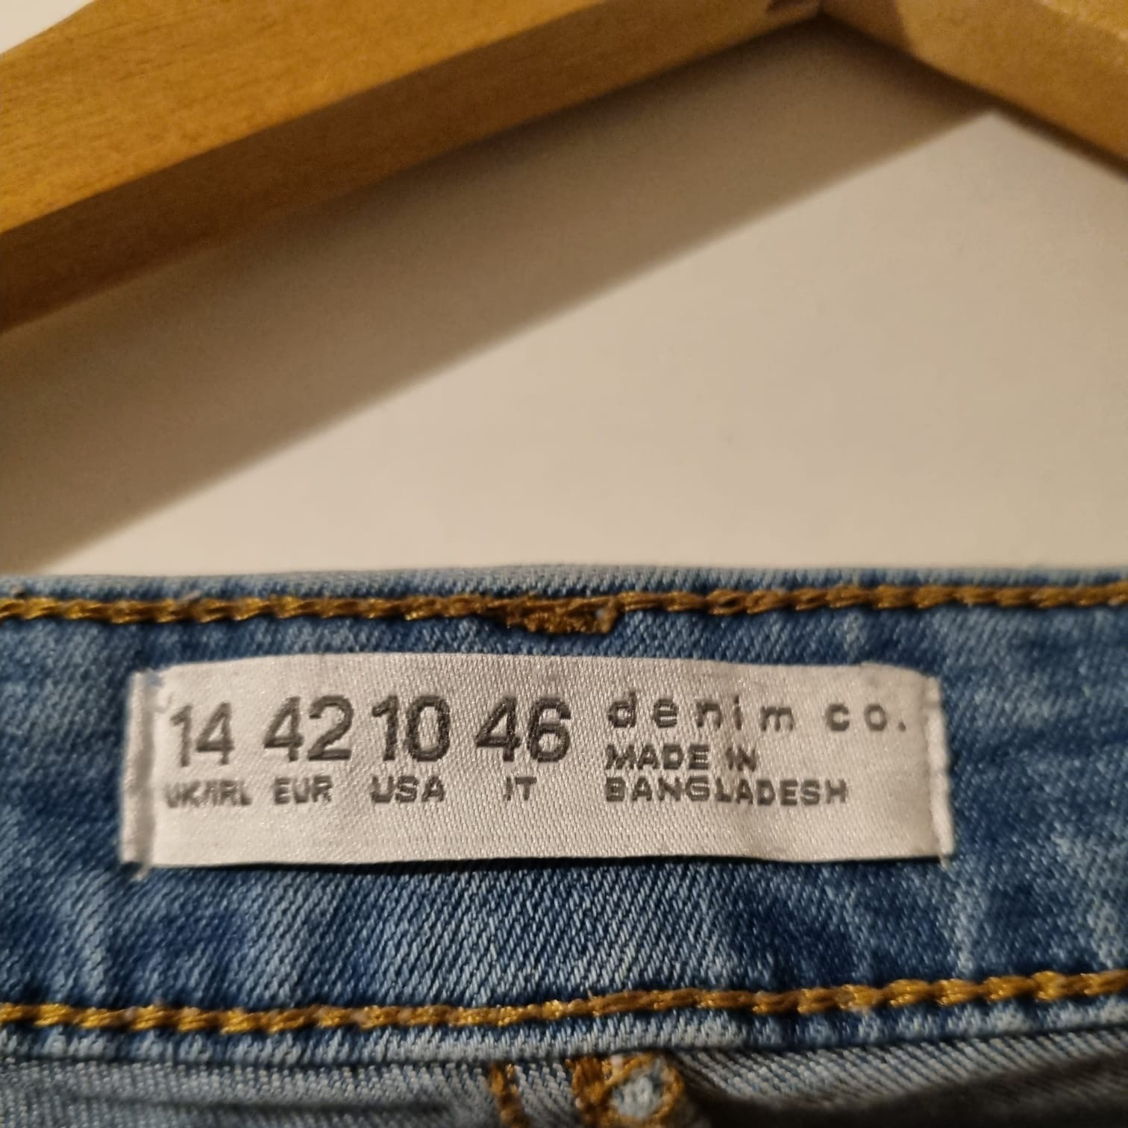 14 42 10 46 denim co.
UK/IRL EUR USA IT MADE IN
BANGLADESH